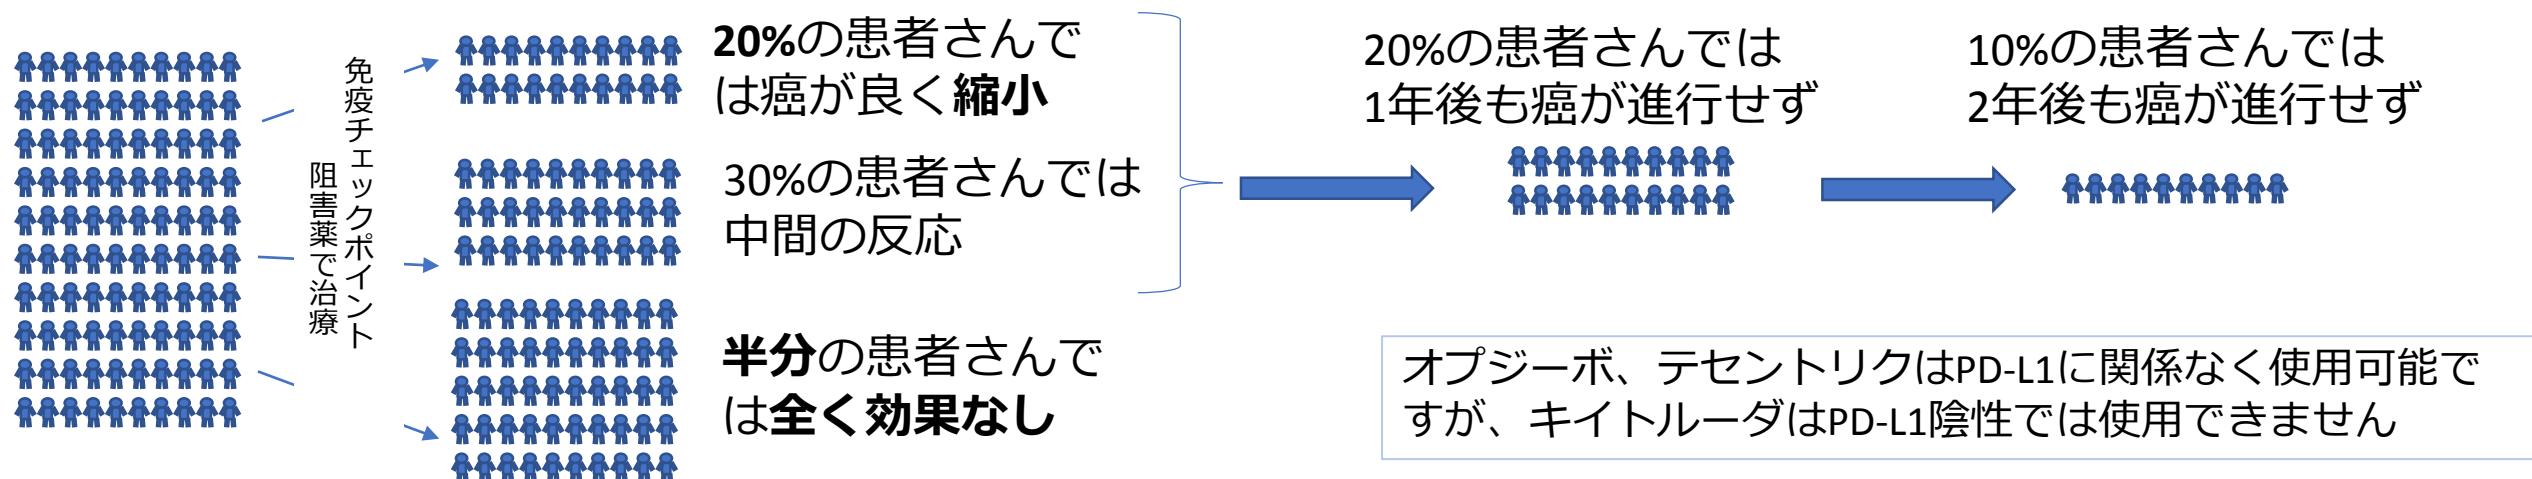 免疫チェックポイント
阻害薬で治療
20%の患者さんで
は癌が良く縮小
30%の患者さんでは
中間の反応
半分の患者さんで
は全く効果なし
20%の患者さんでは
1年後も癌が進行せず
10%の患者さんでは
2年後も癌が進行せず
オプジーボ、テセントリクはPD-L1に関係なく使用可能で
すが、キイトルーダはPD-L1陰性では使用できません